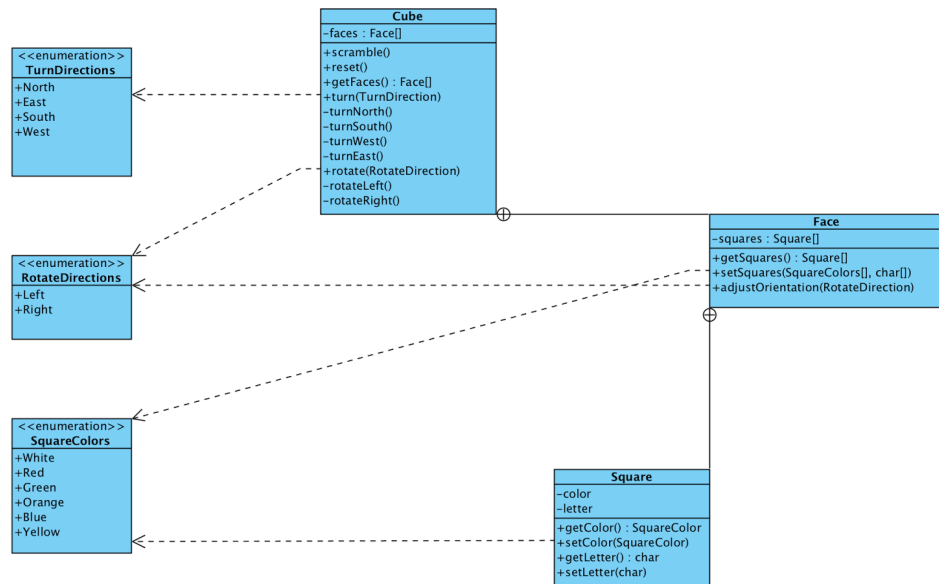 Cube
-faces : Face[]
+scramble()
+reset()
+getFaces() : Face[]
+turn(TurnDirection)
-turnNorth()
-turnSouth()
-turnWest()
-turnEast()
+rotate(RotateDirection)
-rotateLeft()
-rotateRight()
<<enumeration>>
TurnDirections
+North
+East
+South
+West
Face
-squares : Square[]
+getSquares() : Square[]
+setSquares(SquareColors[], char[])
+adjustOrientation(RotateDirection)
<<enumeration>>
RotateDirections
+Left
+Right
<<enumeration>>
SquareColors
+White
+Red
+Green
+Orange
+Blue
+Yellow
Square
-color
-letter
+getColor() : SquareColor
+setColor(SquareColor)
+getLetter() : char
+setLetter(char)